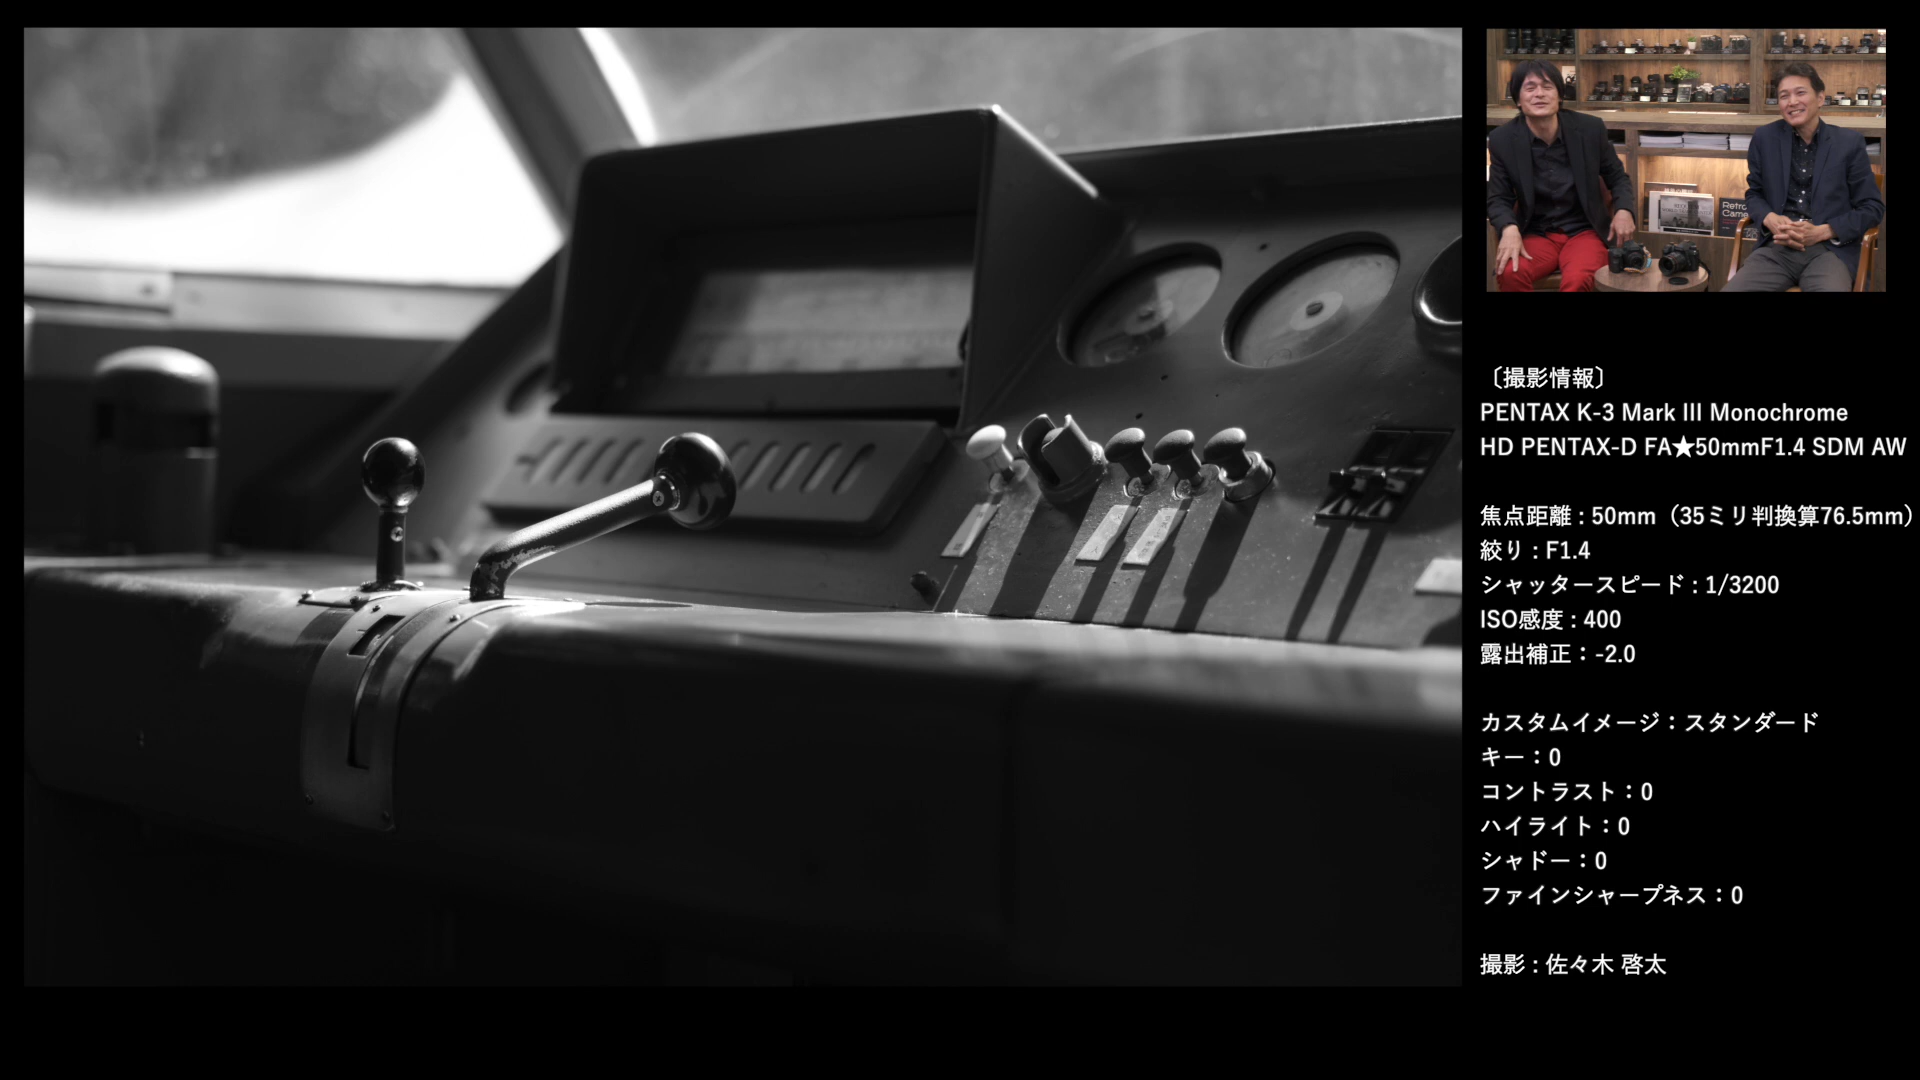 〔撮影情報〕
PENTAX K-3 Mark III Monochrome
HD PENTAX-D FA★50mmF1.4 SDM AW
焦点距離 : 50mm（35ミリ判換算76.5mm）
絞り : F1.4
シャッタースピード : 1/3200
ISO感度 : 400
露出補正：-2.0
カスタムイメージ：スタンダード
キー：0
コントラスト：0
ハイライト：0
シャドー：0
ファインシャープネス：0
撮影 : 佐々木 啓太
Retro
Came